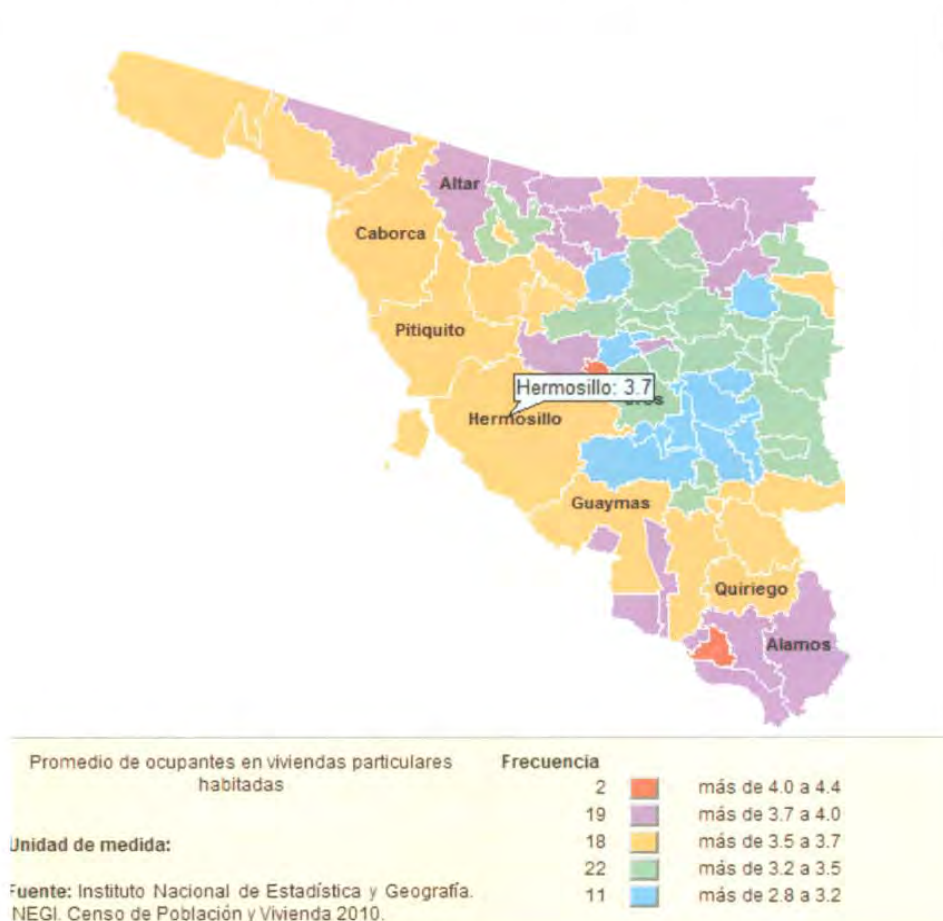 Altar
Caborca
Pitiquito
Hermosillo: 3.7
Hermosillo
Guaymas
Quiriego
Alamos
Promedio de ocupantes en viviendas particulares
habitadas
Unidad de medida:
Fuente: Instituto Nacional de Estadística y Geografía.
INEGI. Censo de Población y Vivienda 2010.
Frecuencia
2 más de 4.0 a 4.4
19 más de 3.7 a 4.0
18 más de 3.5 a 3.7
22 más de 3.2 a 3.5
11 más de 2.8 a 3.2